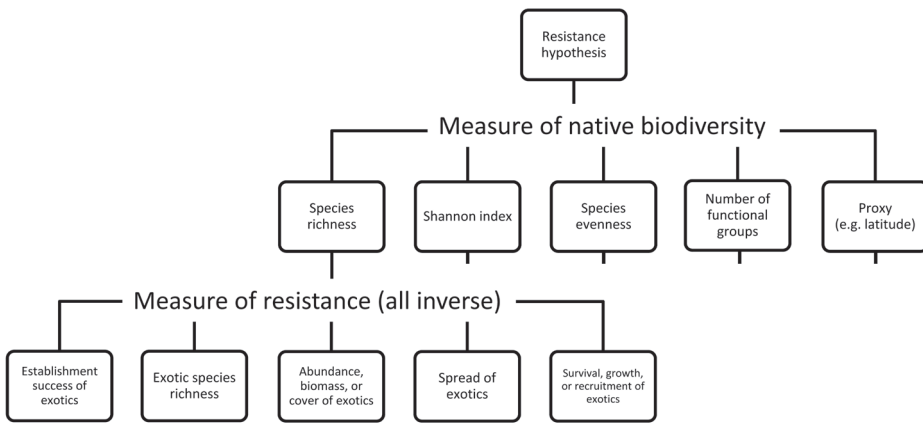 Resistance
hypothesis
Measure of native biodiversity
Species
richness
Shannon index
Species
evenness
Number of
functional
groups
Proxy
(e.g. latitude)
Measure of resistance (all inverse)
Establishment
success of
exotics
Exotic species
richness
Abundance,
biomass, or
cover of exotics
Spread of
exotics
Survival, growth,
or recruitment of
exotics